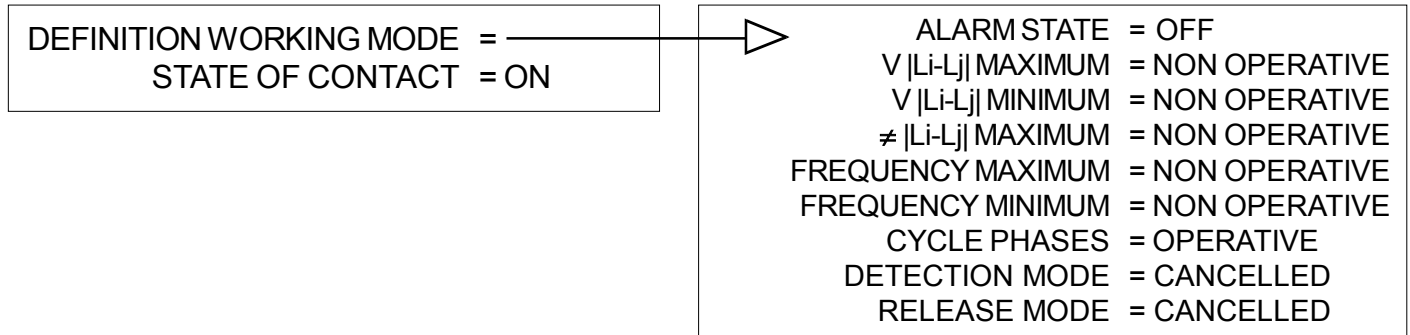 DEFINITION WORKING MODE =
STATE OF CONTACT = ON
ALARM STATE = OFF
V |Li-Lj| MAXIMUM = NON OPERATIVE
V |Li-Lj| MINIMUM = NON OPERATIVE
≠ |Li-Lj| MAXIMUM = NON OPERATIVE
FREQUENCY MAXIMUM = NON OPERATIVE
FREQUENCY MINIMUM = NON OPERATIVE
CYCLE PHASES = OPERATIVE
DETECTION MODE = CANCELLED
RELEASE MODE = CANCELLED